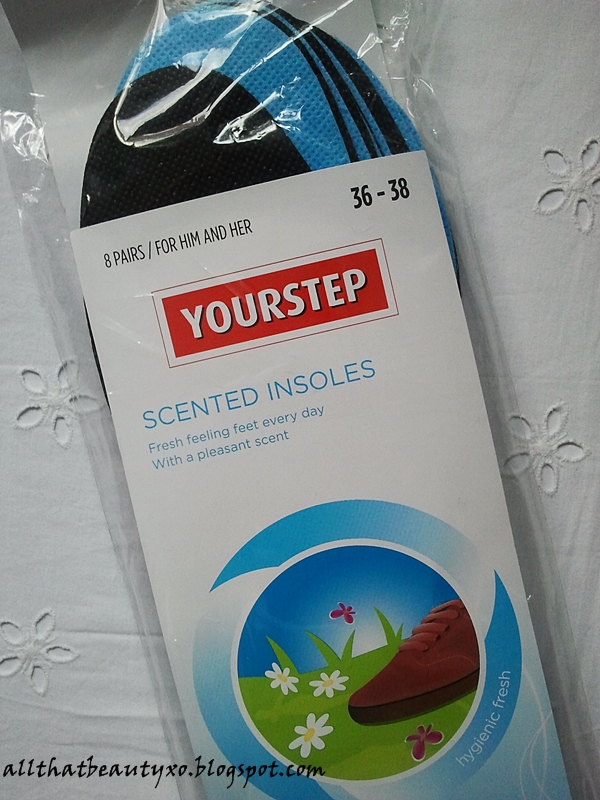 36 - 38
8 PAIRS / FOR HIM AND HER
YOURSTEP
SCENTED INSOLES
Fresh feeling feet every day
With a pleasant scent
hygienic fresh
allthatbeautyxo.blogspot.com